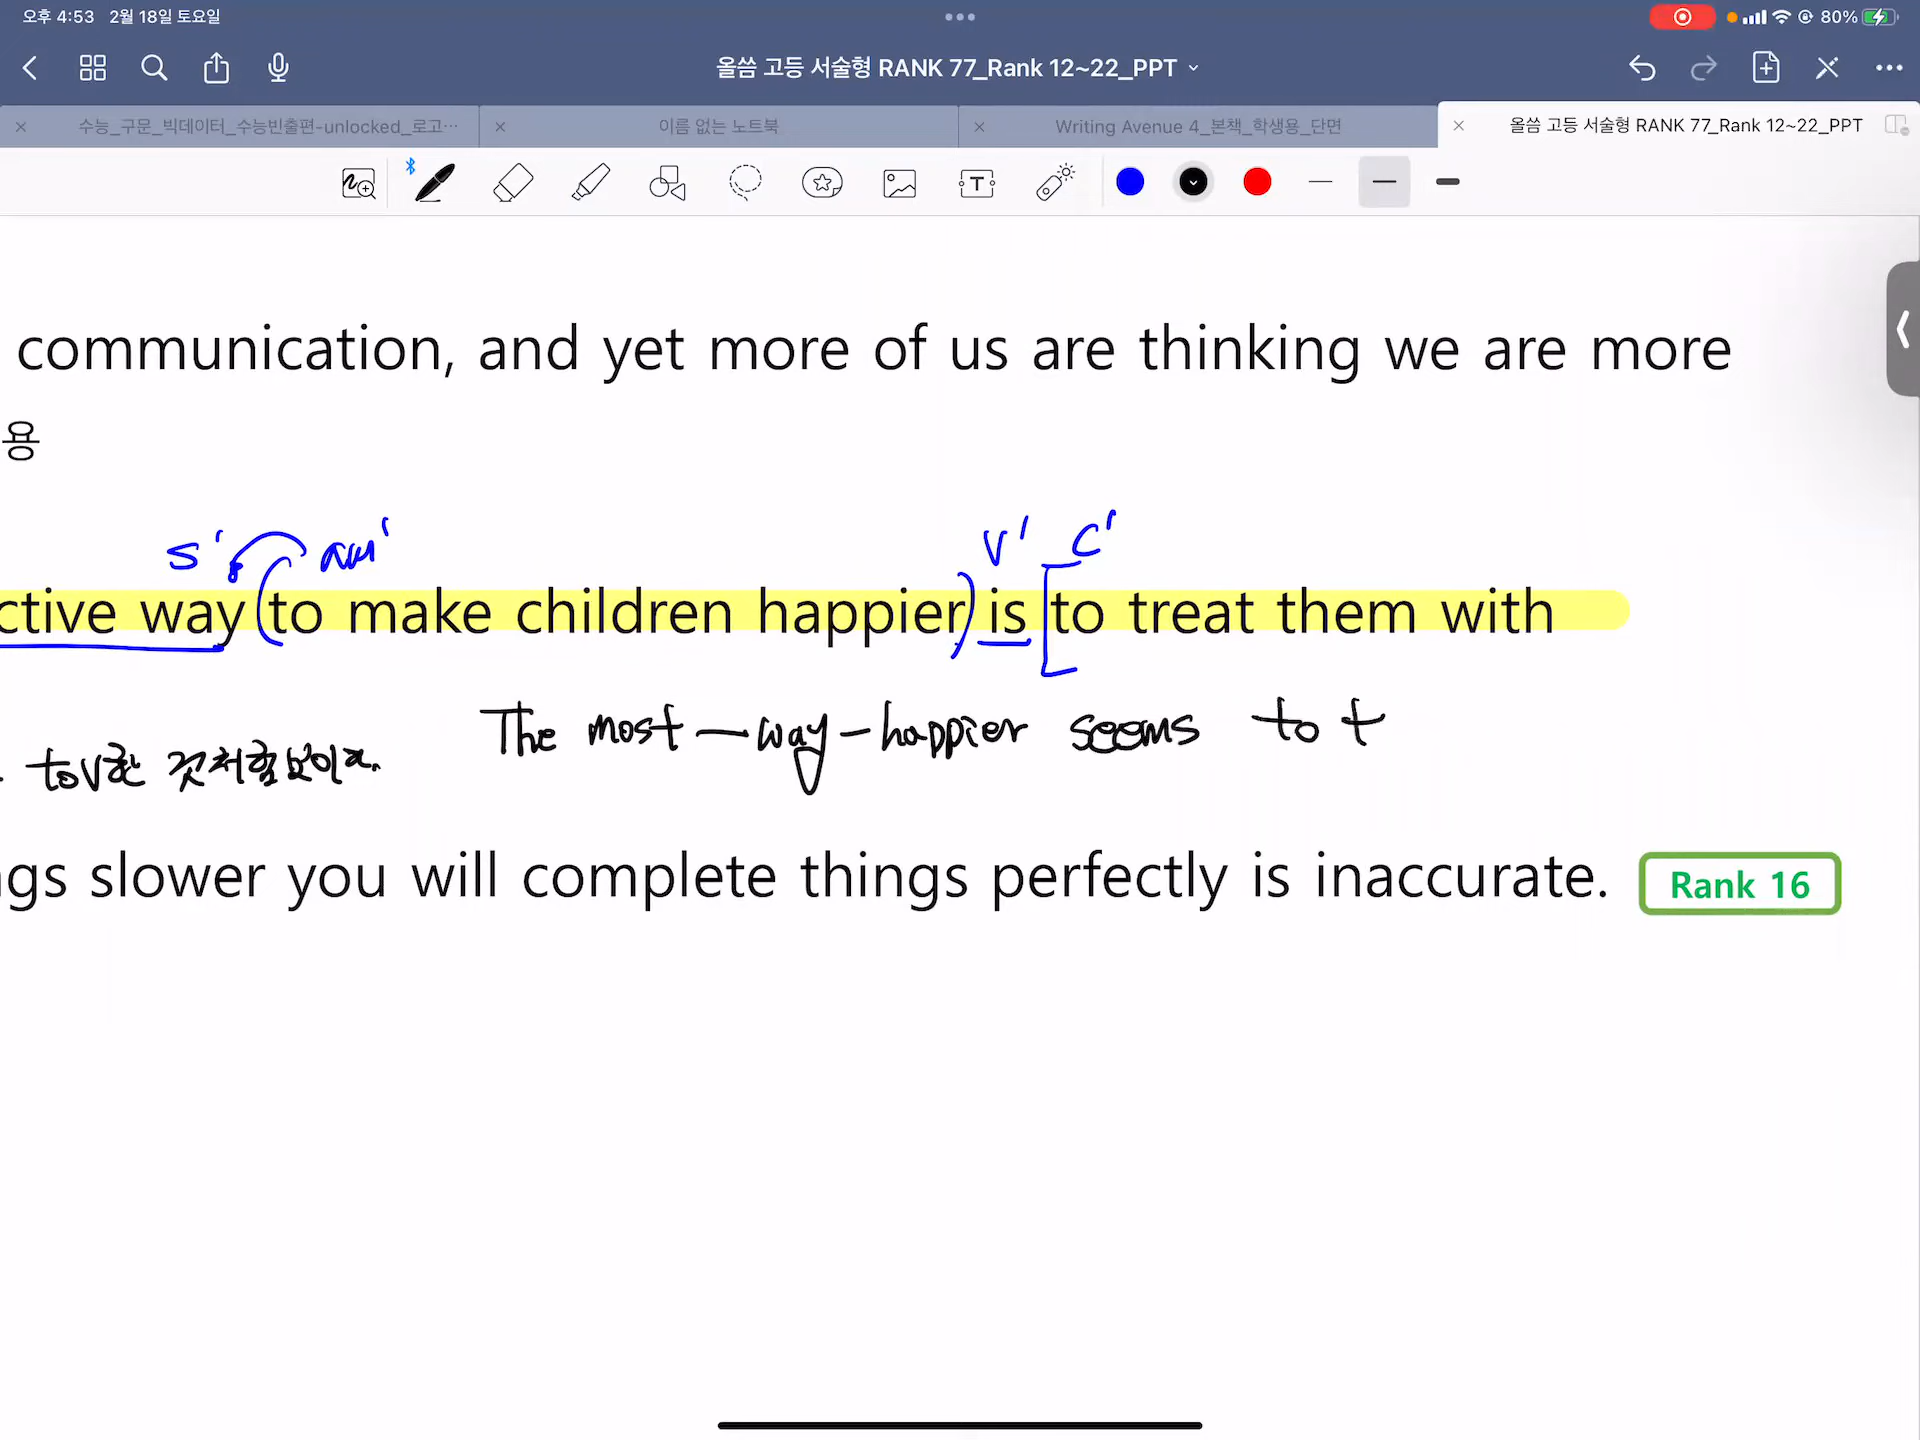 오후 4:53 2월 18일 토요일
80%
올씀 고등 서술형 RANK 77_Rank 12~22_PPT
수능_구문_빅데이터_수능빈출편-unlocked_로고…
이름 없는 노트북
Writing Avenue 4_본책_학생용_단면
올씀 고등 서술형 RANK 77_Rank 12~22_PPT
communication, and yet more of us are thinking we are more
용
S' V' C'
ctive way (to make children happier) is [to treat them with
The most — way — happier seems to t
toV한 것처럼 보이다.
ngs slower you will complete things perfectly is inaccurate. Rank 16